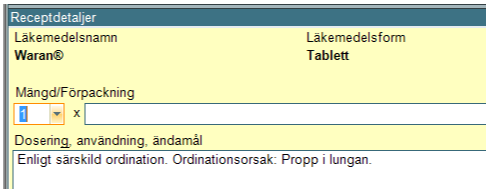 Receptdetaljer
Läkemedelsnamn Läkemedelsform
Waran® Tablett
Mängd/Förpackning
1 x
Dosering, användning, ändamål
Enligt särskild ordination. Ordinationsorsak: Propp i lungan.